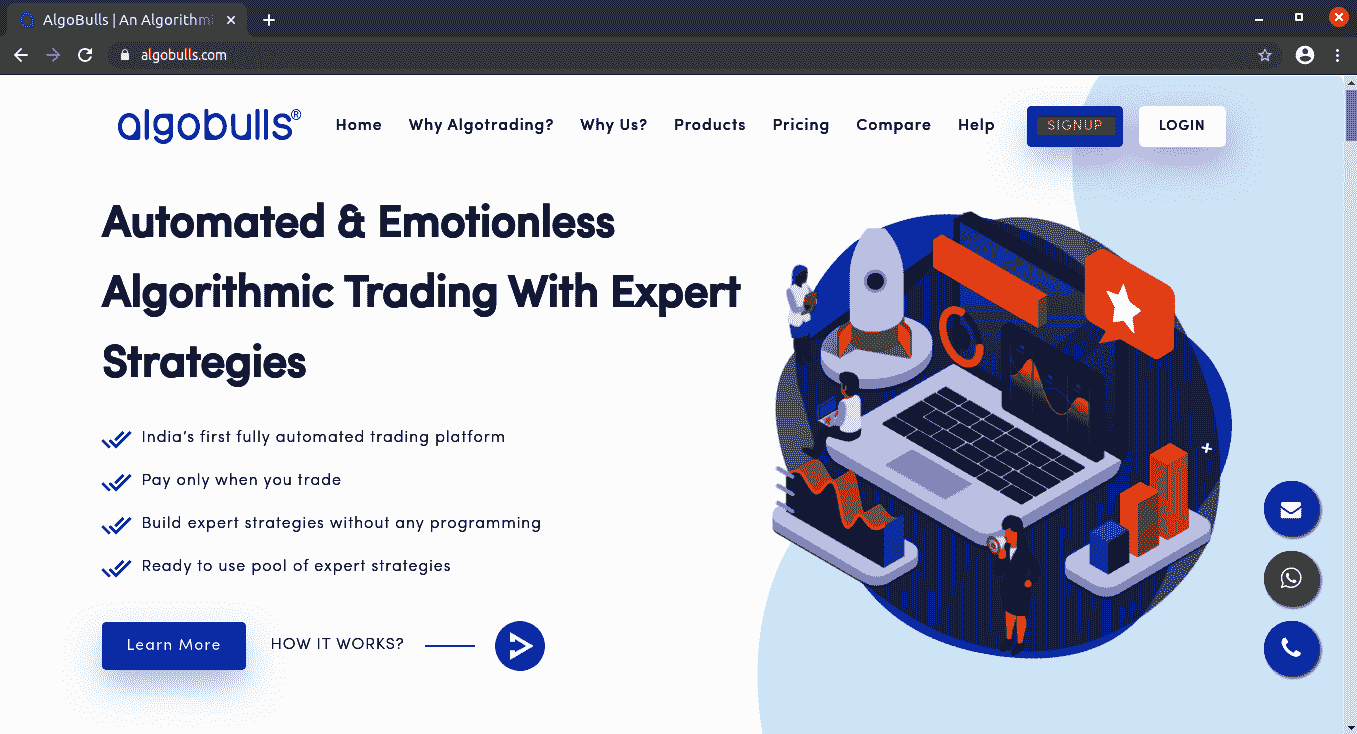 AlgoBulls | An Algorithmi
algobulls.com
algobulls®
Home Why Algotrading? Why Us? Products Pricing Compare Help SIGNUP LOGIN
Automated & Emotionless
Algorithmic Trading With Expert
Strategies
India's first fully automated trading platform
Pay only when you trade
Build expert strategies without any programming
Ready to use pool of expert strategies
Learn More HOW IT WORKS?